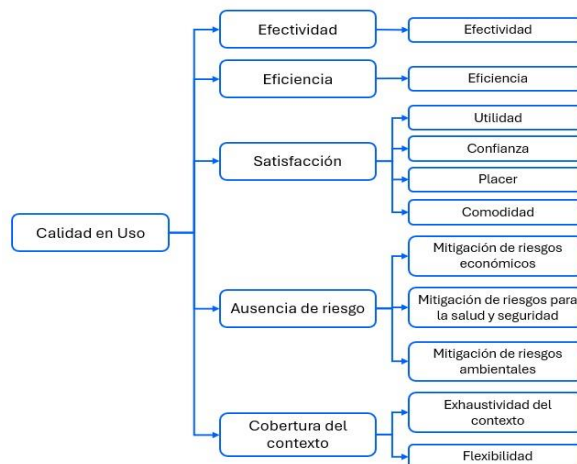 Calidad en Uso
Efectividad
Efectividad
Eficiencia
Eficiencia
Satisfacción
Utilidad
Confianza
Placer
Comodidad
Ausencia de riesgo
Mitigación de riesgos
económicos
Mitigación de riesgos para
la salud y seguridad
Mitigación de riesgos
ambientales
Cobertura del
contexto
Exhaustividad del
contexto
Flexibilidad